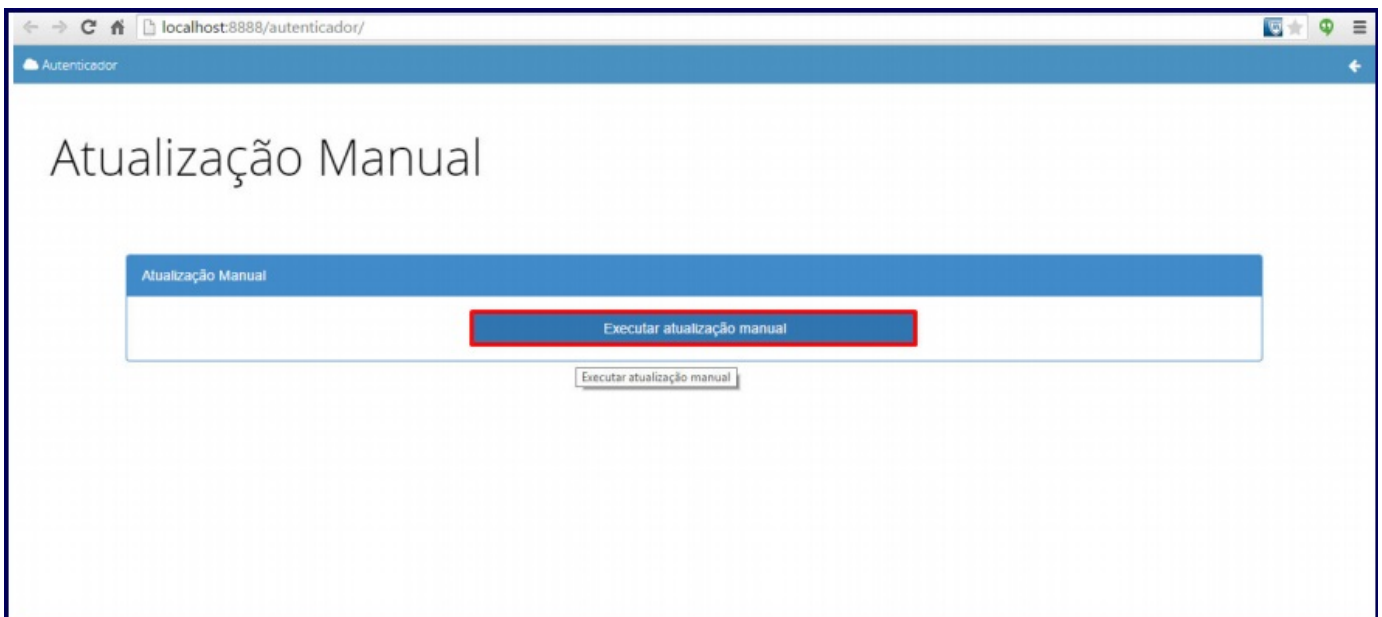 localhost:8888/autenticador/
Autenticador
Atualização Manual
Atualização Manual
Executar atualização manual
Executar atualização manual